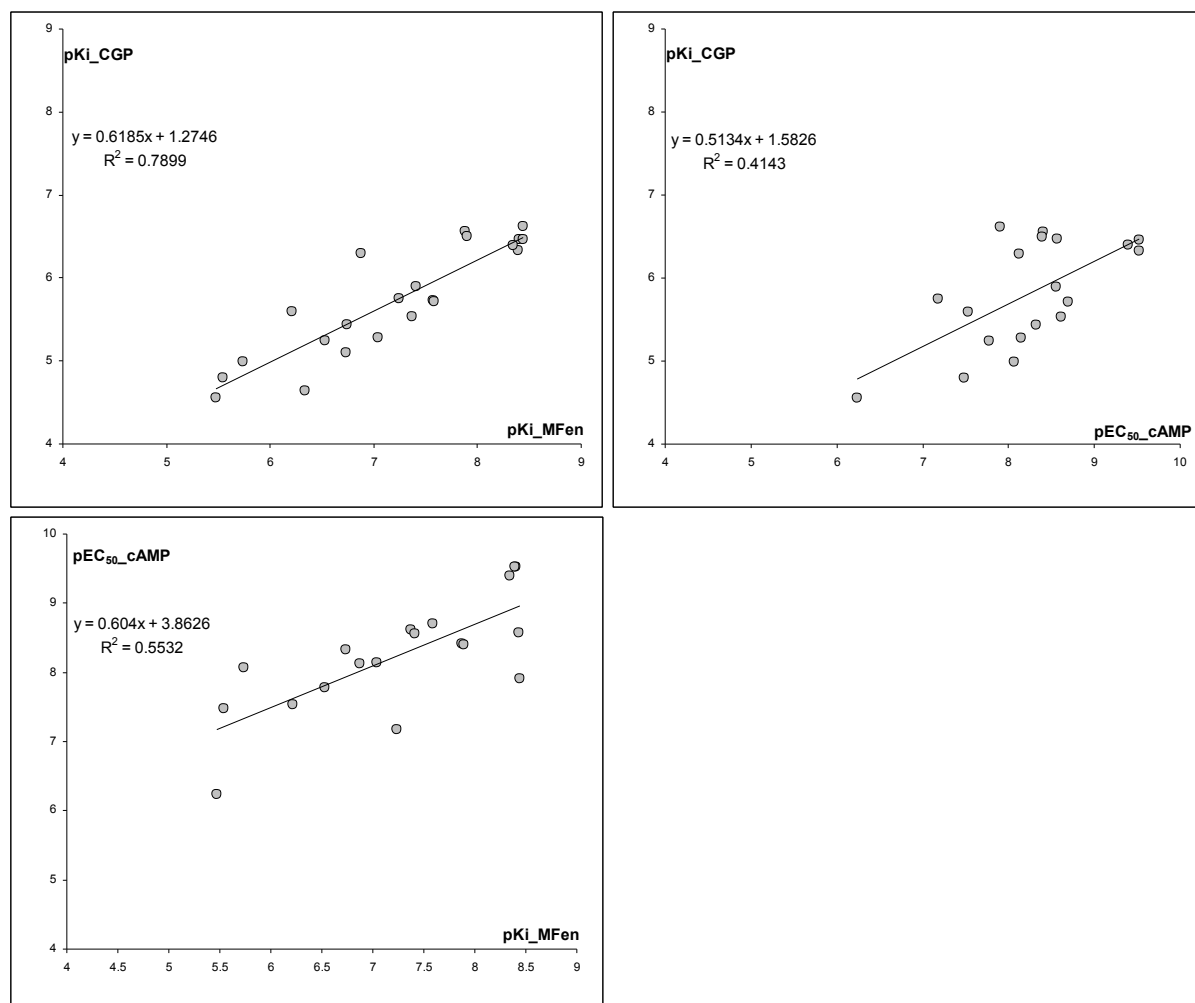 9
pKi_CGP
8
y = 0.6185x + 1.2746
R² = 0.7899
7
6
5
4
pKi_MFen
4 5 6 7 8 9
9
pKi_CGP
8
y = 0.5134x + 1.5826
R² = 0.4143
7
6
5
4
pEC₅₀_cAMP
4 5 6 7 8 9 10
10
pEC₅₀_cAMP
9
y = 0.604x + 3.8626
R² = 0.5532
8
7
6
5
4
pKi_MFen
4 4.5 5 5.5 6 6.5 7 7.5 8 8.5 9